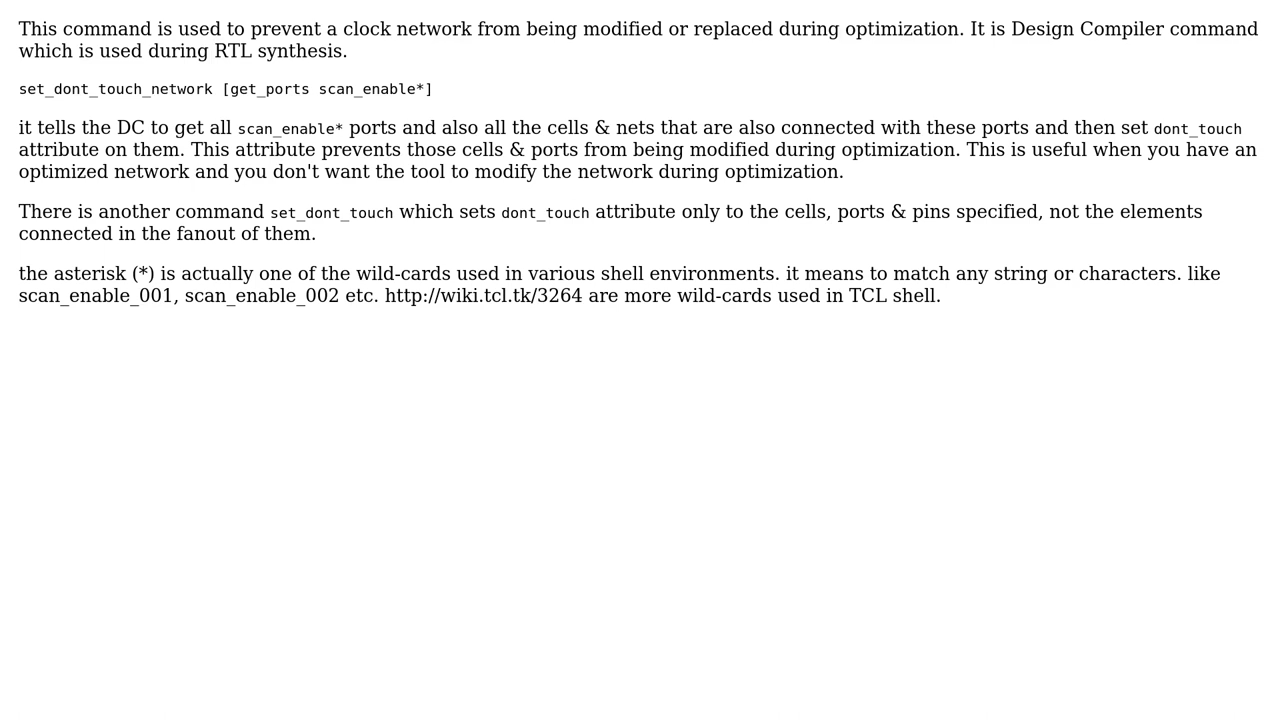 This command is used to prevent a clock network from being modified or replaced during optimization. It is Design Compiler command
which is used during RTL synthesis.
set_dont_touch_network [get_ports scan_enable*]
it tells the DC to get all scan_enable* ports and also all the cells & nets that are also connected with these ports and then set dont_touch
attribute on them. This attribute prevents those cells & ports from being modified during optimization. This is useful when you have an
optimized network and you don't want the tool to modify the network during optimization.
There is another command set_dont_touch which sets dont_touch attribute only to the cells, ports & pins specified, not the elements
connected in the fanout of them.
the asterisk (*) is actually one of the wild-cards used in various shell environments. it means to match any string or characters. like
scan_enable_001, scan_enable_002 etc. http://wiki.tcl.tk/3264 are more wild-cards used in TCL shell.